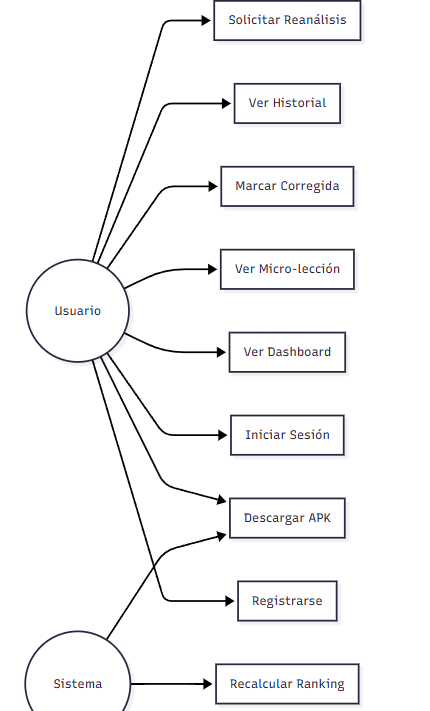 Solicitar Reanálisis
Ver Historial
Marcar Corregida
Ver Micro-lección
Usuario
Ver Dashboard
Iniciar Sesión
Descargar APK
Registrarse
Sistema
Recalcular Ranking